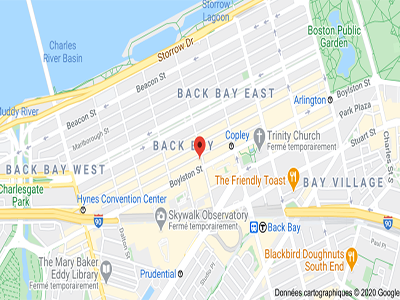 Storrow
Lagoon
Boston Public
Garden
Charles
River Basin
Storrow Dr
Beacon St
BACK BAY EAST
Arlington
Boylston St
Park Plaza
Muddy River
Beacon St
Marlborough St
Stuart St
Charles St S
Copley
Trinity Church
Fermé temporairement
BACK BAY
BACK BAY WEST
Boylston St
The Friendly Toast
BAY VILLAGE
Charlesgate
Park
Hynes Convention Center
90
Skywalk Observatory
Fermé temporairement
90
T Back Bay
Dalton St
The Mary Baker
Eddy Library
Fermé temporairement
Prudential
Studio Pl
Blackbird Doughnuts
South End
Paul Pl
Données cartographiques © 2020 Google